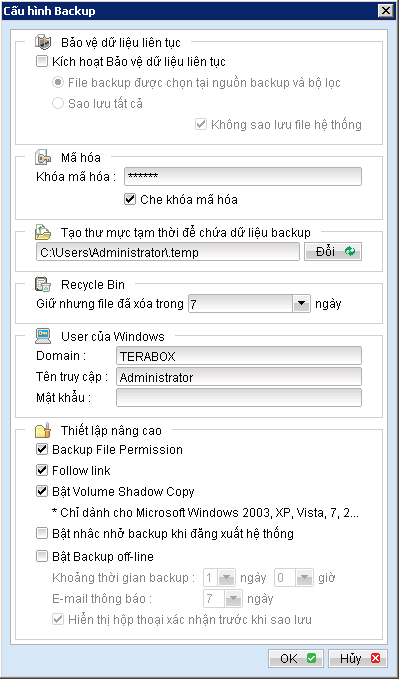 Cấu hình Backup
Bảo vệ dữ liệu liên tục
Kích hoạt Bảo vệ dữ liệu liên tục
File backup được chọn tại nguồn backup và bộ lọc
Sao lưu tất cả
Không sao lưu file hệ thống
Mã hóa
Khóa mã hóa : ******
Che khóa mã hóa
Tạo thư mực tạm thời để chứa dữ liệu backup
C:\Users\Administrator\.temp Đổi
Recycle Bin
Giữ nhưng file đã xóa trong 7 ngày
User của Windows
Domain : TERABOX
Tên truy cập : Administrator
Mật khẩu :
Thiết lập nâng cao
Backup File Permission
Follow link
Bật Volume Shadow Copy
* Chỉ dành cho Microsoft Windows 2003, XP, Vista, 7, 2...
Bật nhắc nhở backup khi đăng xuất hệ thống
Bật Backup off-line
Khoảng thời gian backup : 1 ngày 0 giờ
E-mail thông báo : 7 ngày
Hiển thị hộp thoại xác nhận trước khi sao lưu
OK Hủy